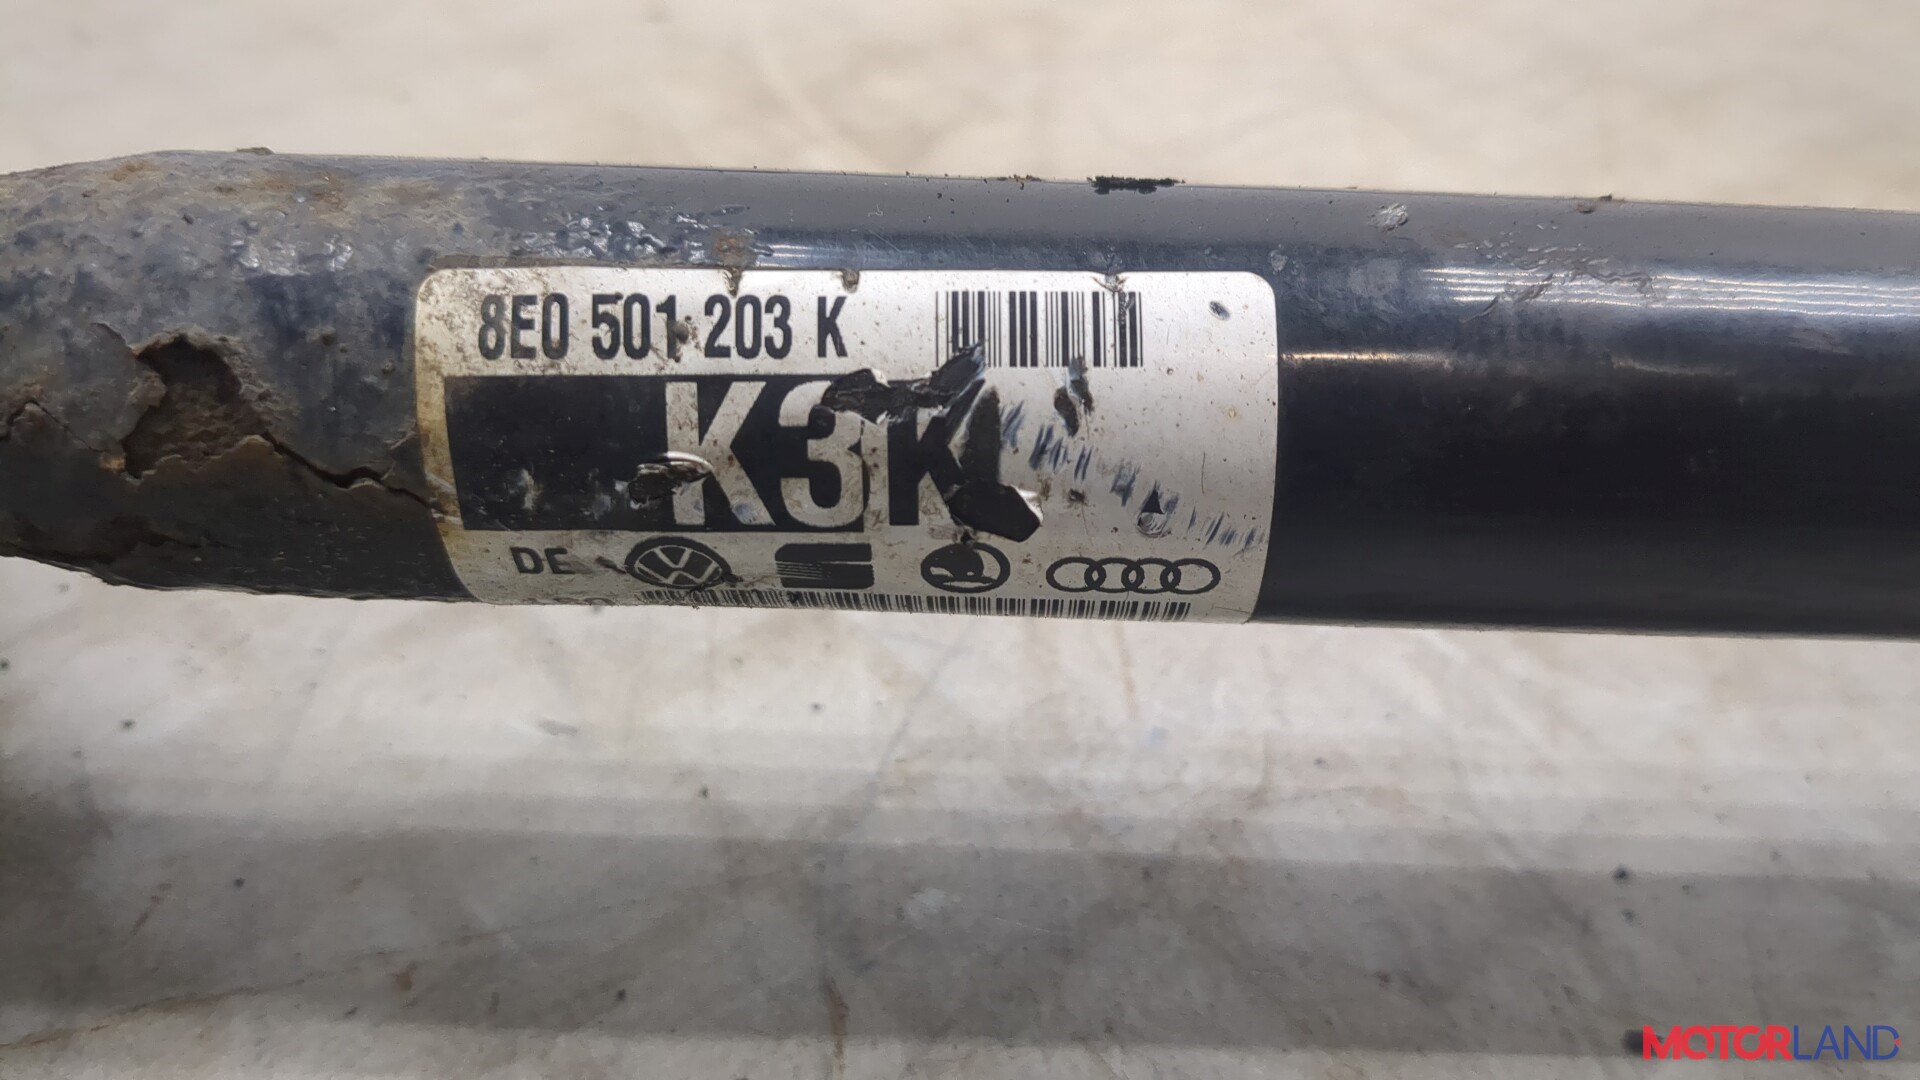 8E0 501 203 K
K3K
DE
MOTORLAND